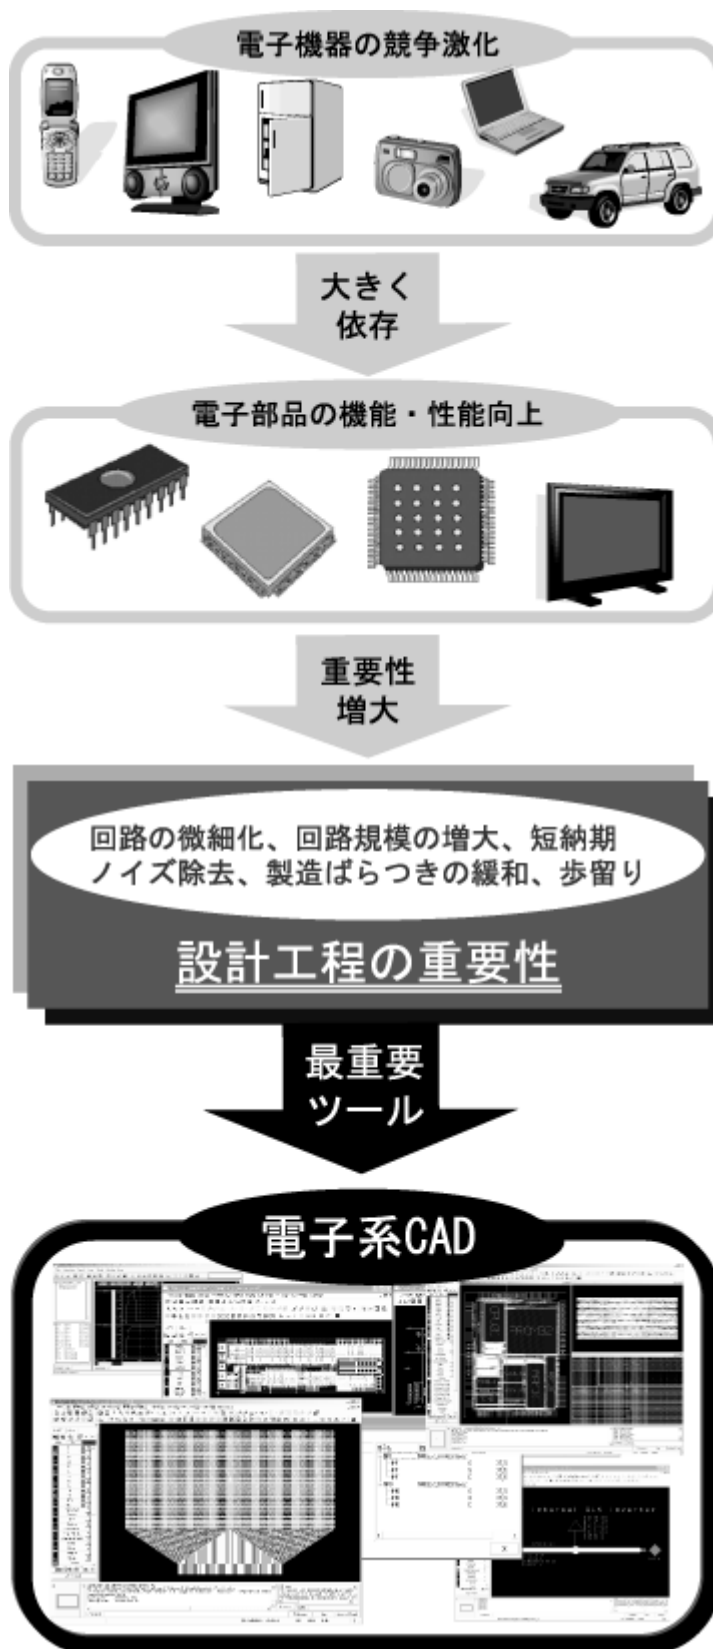 電子機器の競争激化
大きく
依存
電子部品の機能・性能向上
重要性
増大
回路の微細化、回路規模の増大、短納期
ノイズ除去、製造ばらつきの緩和、歩留り
設計工程の重要性
最重要
ツール
電子系CAD